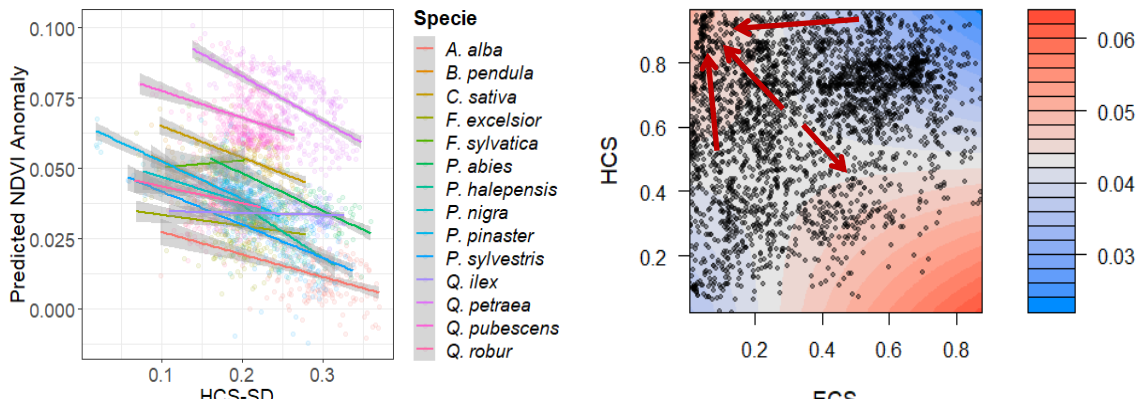 Predicted NDVI Anomaly
0.100
0.075
0.050
0.025
0.000
0.1 0.2 0.3
HCS-SD
Specie
A. alba
B. pendula
C. sativa
F. excelsior
F. sylvatica
P. abies
P. halepensis
P. nigra
P. pinaster
P. sylvestris
Q. ilex
Q. petraea
Q. pubescens
Q. robur
HCS
0.8
0.6
0.4
0.2
0.2 0.4 0.6 0.8
ECS
0.06
0.05
0.04
0.03